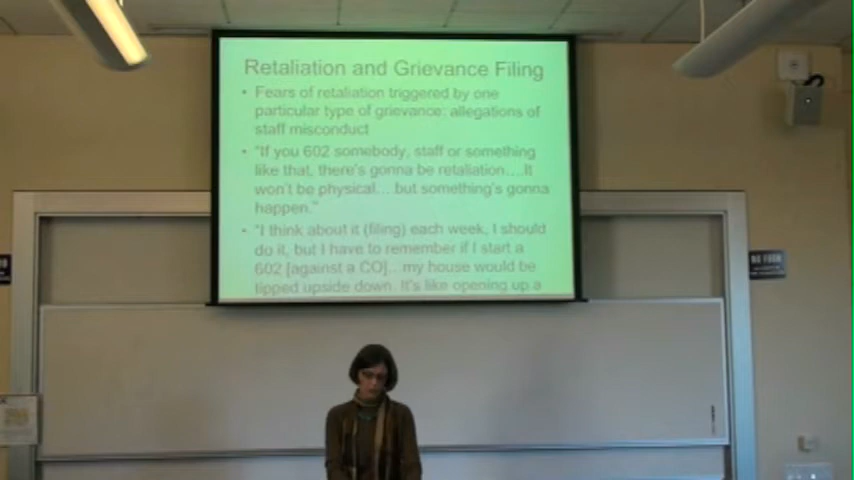 Retaliation and Grievance Filing
• Fears of retaliation triggered by one
particular type of grievance: allegations of
staff misconduct
• "If you 602 somebody, staff or something
like that, there's gonna be retaliation....It
won't be physical... but something's gonna
happen."
• "I think about it (filing) each week, I should
do it, but I have to remember if I start a
602 [against a CO]...my house would be
tipped upside down. It's like opening up a
NO FOOD